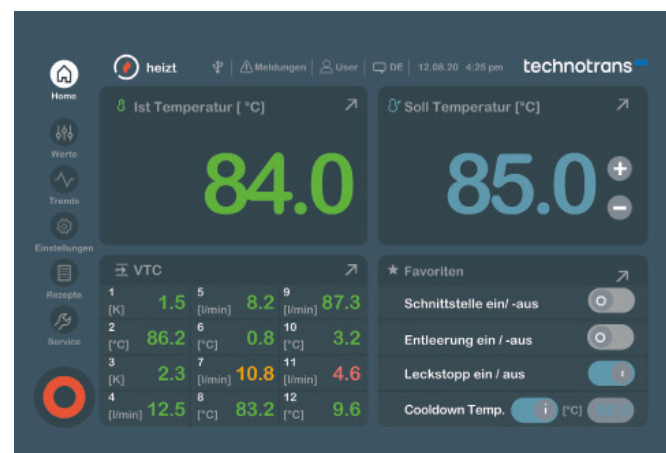 heizt
Meldungen
User
DE
12.08.20 4:25 pm
technotrans
Home
Werte
Trends
Einstellungen
Rezepte
Service
Ist Temperatur [ °C]
84.0
Soll Temperatur [°C]
85.0
VTC
1 [K] 1.5 5 [l/min] 8.2 9 [l/min] 87.3
2 [°C] 86.2 6 [°C] 0.8 10 [°C] 3.2
3 [K] 2.3 7 [l/min] 10.8 11 [l/min] 4.6
4 [l/min] 12.5 8 [°C] 83.2 12 [°C] 9.6
Favoriten
Schnittstelle ein/ -aus
Entleerung ein / -aus
Leckstopp ein / aus
Cooldown Temp. [°C]